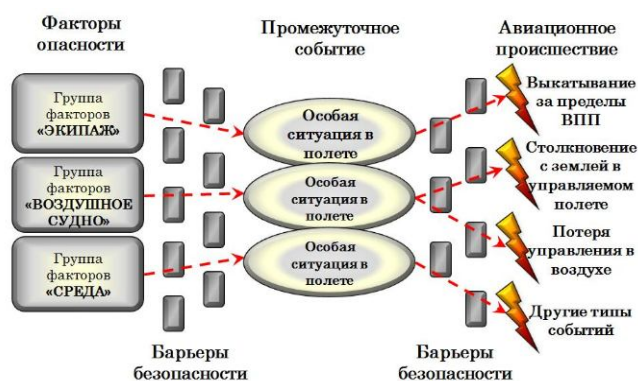 Факторы
опасности
Промежуточное
событие
Авиационное
происшествие
Группа
факторов
«ЭКИПАЖ»
Группа
факторов
«ВОЗДУШНОЕ
СУДНО»
Группа
факторов
«СРЕДА»
Особая
ситуация в
полете
Особая
ситуация в
полете
Особая
ситуация в
полете
Выкатывание
за пределы
ВПП
Столкновение
с землей в
управляемом
полете
Потеря
управления в
воздухе
Другие типы
событий
Барьеры
безопасности
Барьеры
безопасности